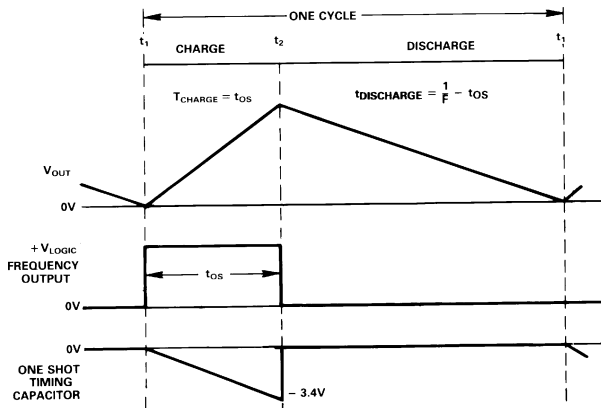 ONE CYCLE
t1 t2 t1
CHARGE DISCHARGE
TCHARGE = tOS tDISCHARGE = 1/F - tOS
VOUT
0V
+ VLOGIC
FREQUENCY
OUTPUT
tOS
0V
0V
ONE SHOT
TIMING
CAPACITOR
- 3.4V